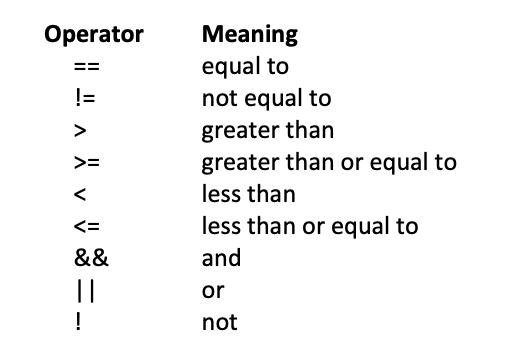 Operator Meaning
== equal to
!= not equal to
> greater than
>= greater than or equal to
< less than
<= less than or equal to
&& and
|| or
! not